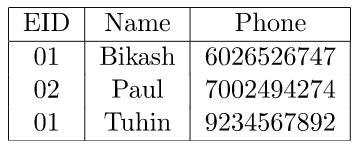 EID Name Phone
01 Bikash 6026526747
02 Paul 7002494274
01 Tuhin 9234567892